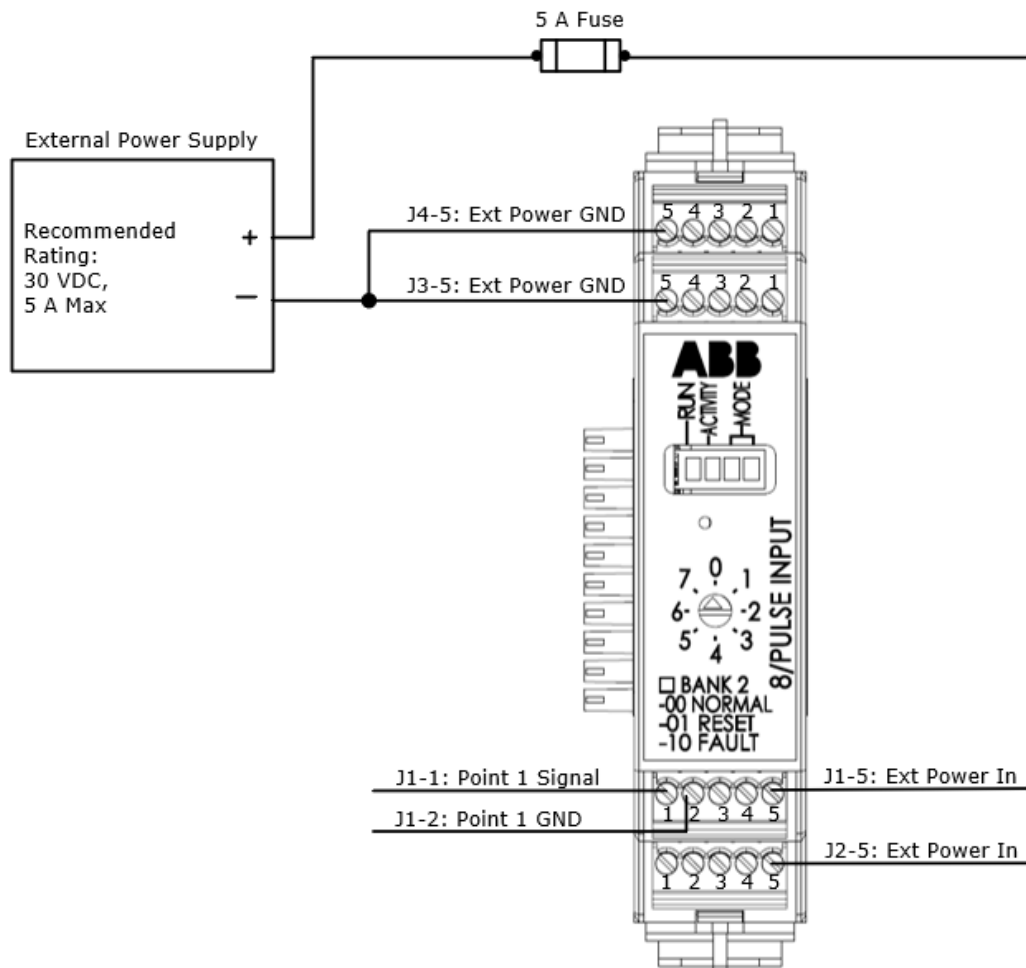 5 A Fuse
External Power Supply
Recommended
Rating:
30 VDC,
5 A Max
+
−
J4-5: Ext Power GND
5 4 3 2 1
J3-5: Ext Power GND
5 4 3 2 1
ABB
RUN
ACTIVITY
MODE
8/PULSE INPUT
0
1
2
3
4
5
6
7
BANK 2
-00 NORMAL
-01 RESET
-10 FAULT
J1-1: Point 1 Signal
J1-5: Ext Power In
1 2 3 4 5
J1-2: Point 1 GND
J2-5: Ext Power In
1 2 3 4 5